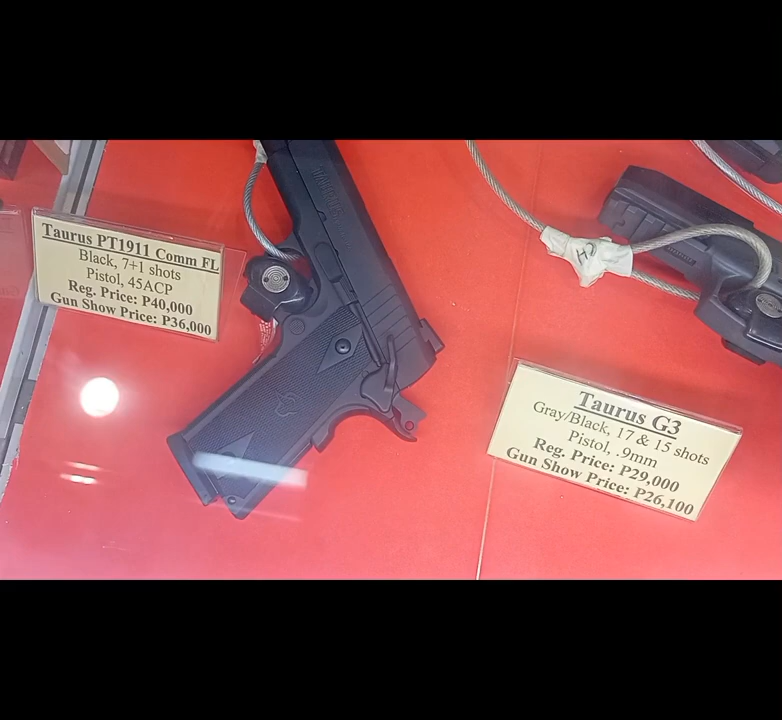 Taurus PT1911 Comm FL
Black, 7+1 shots
Pistol, 45ACP
Reg. Price: P40,000
Gun Show Price: P36,000
CH
Taurus G3
Gray/Black, 17 & 15 shots
Pistol, .9mm
Reg. Price: P29,000
Gun Show Price: P26,100